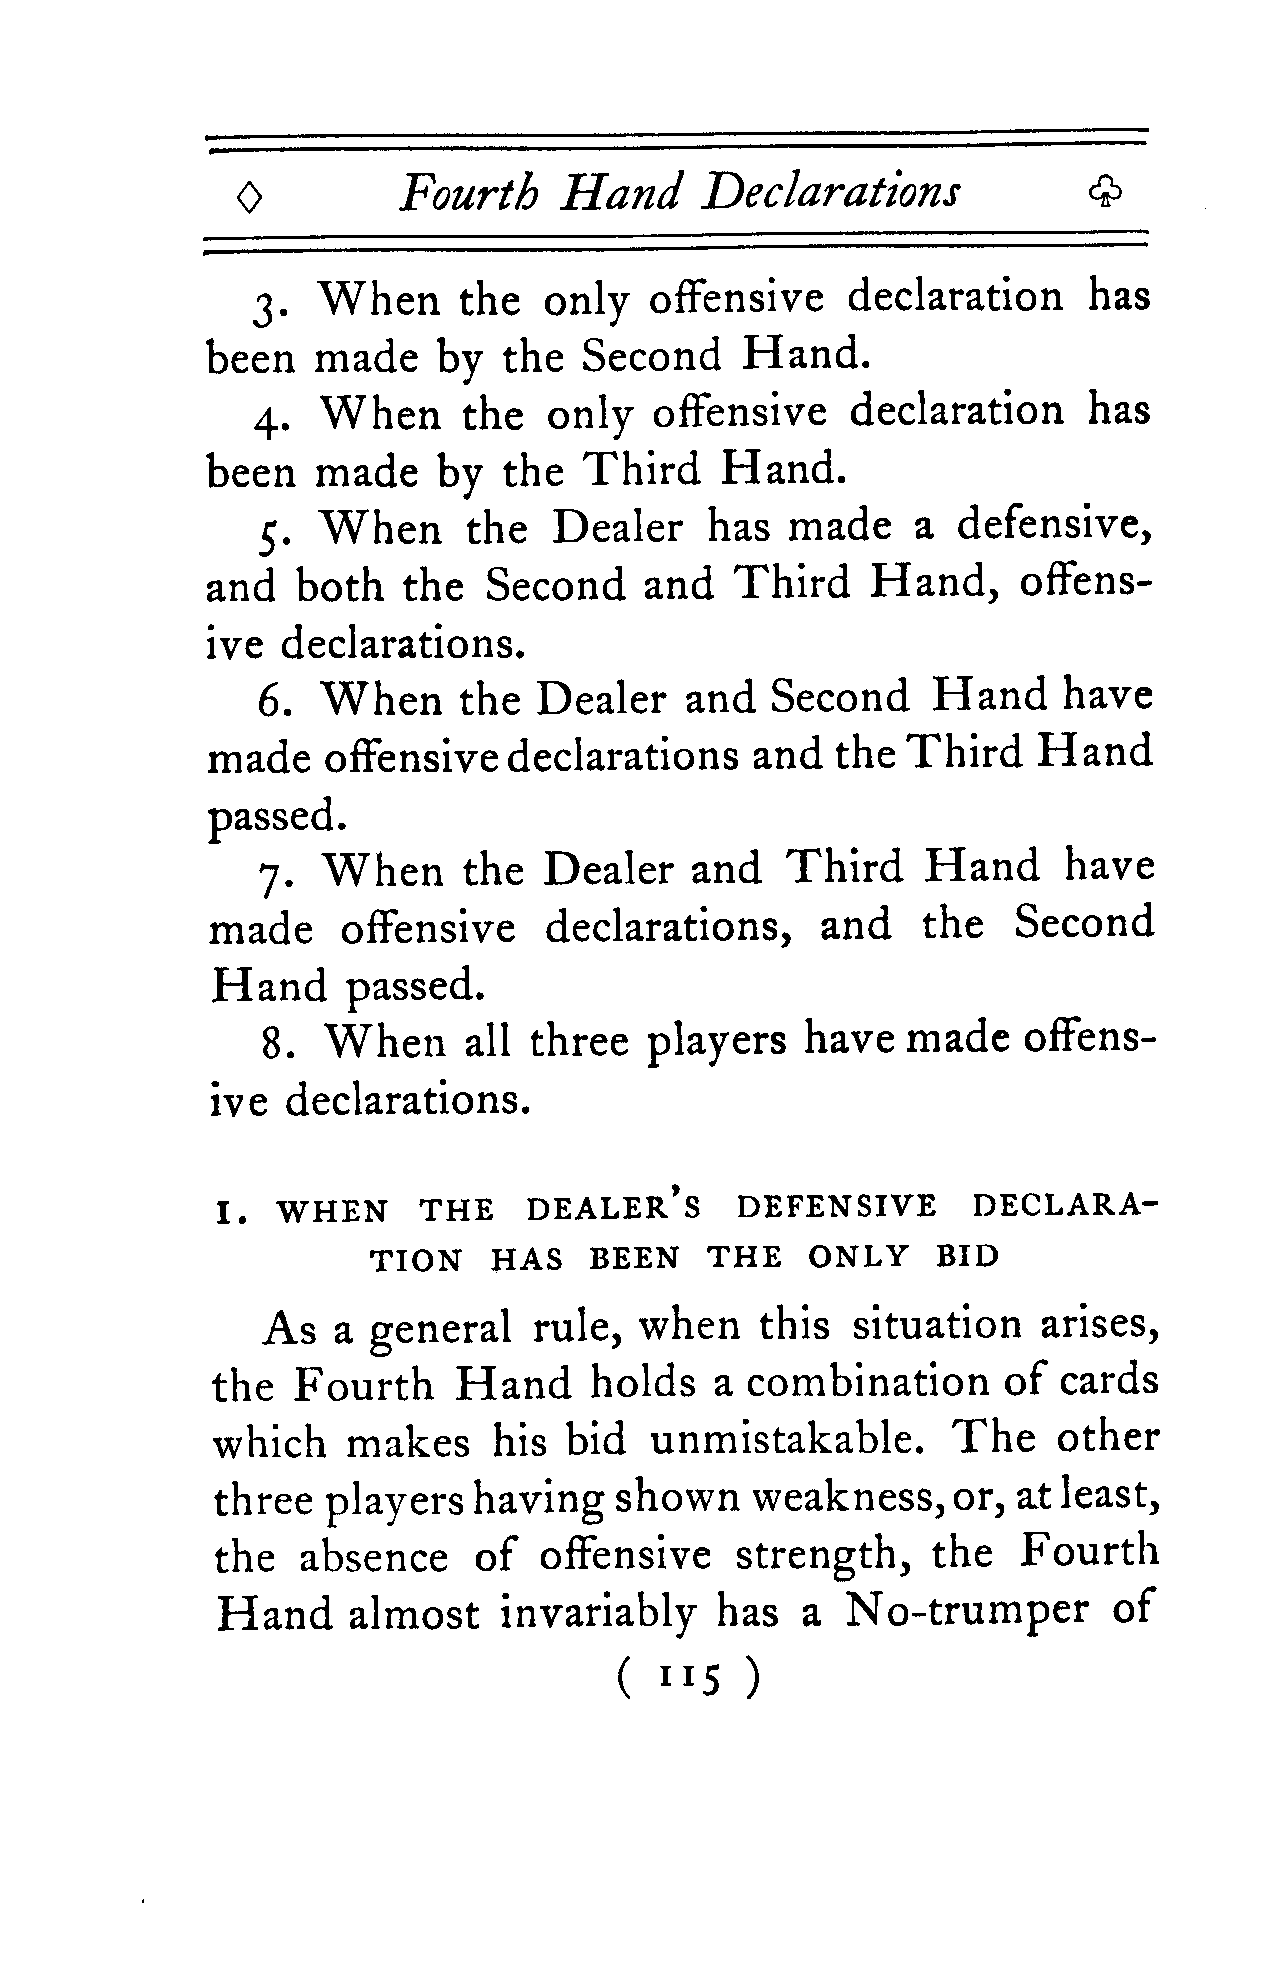 ◊ Fourth Hand Declarations ♧
3. When the only offensive declaration has
been made by the Second Hand.
4. When the only offensive declaration has
been made by the Third Hand.
5. When the Dealer has made a defensive,
and both the Second and Third Hand, offens-
ive declarations.
6. When the Dealer and Second Hand have
made offensive declarations and the Third Hand
passed.
7. When the Dealer and Third Hand have
made offensive declarations, and the Second
Hand passed.
8. When all three players have made offens-
ive declarations.
1. WHEN THE DEALER'S DEFENSIVE DECLARA-
TION HAS BEEN THE ONLY BID
As a general rule, when this situation arises,
the Fourth Hand holds a combination of cards
which makes his bid unmistakable. The other
three players having shown weakness, or, at least,
the absence of offensive strength, the Fourth
Hand almost invariably has a No-trumper of
( 115 )